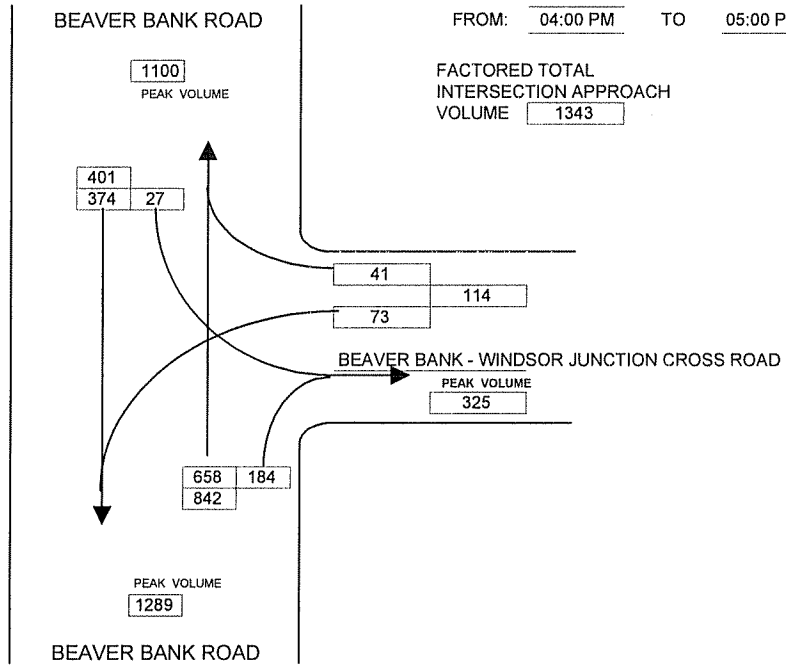 BEAVER BANK ROAD
FROM: 04:00 PM TO 05:00 P
1100
PEAK VOLUME
FACTORED TOTAL
INTERSECTION APPROACH
VOLUME 1343
401
374 27
41
114
73
BEAVER BANK - WINDSOR JUNCTION CROSS ROAD
PEAK VOLUME
325
658 184
842
PEAK VOLUME
1289
BEAVER BANK ROAD